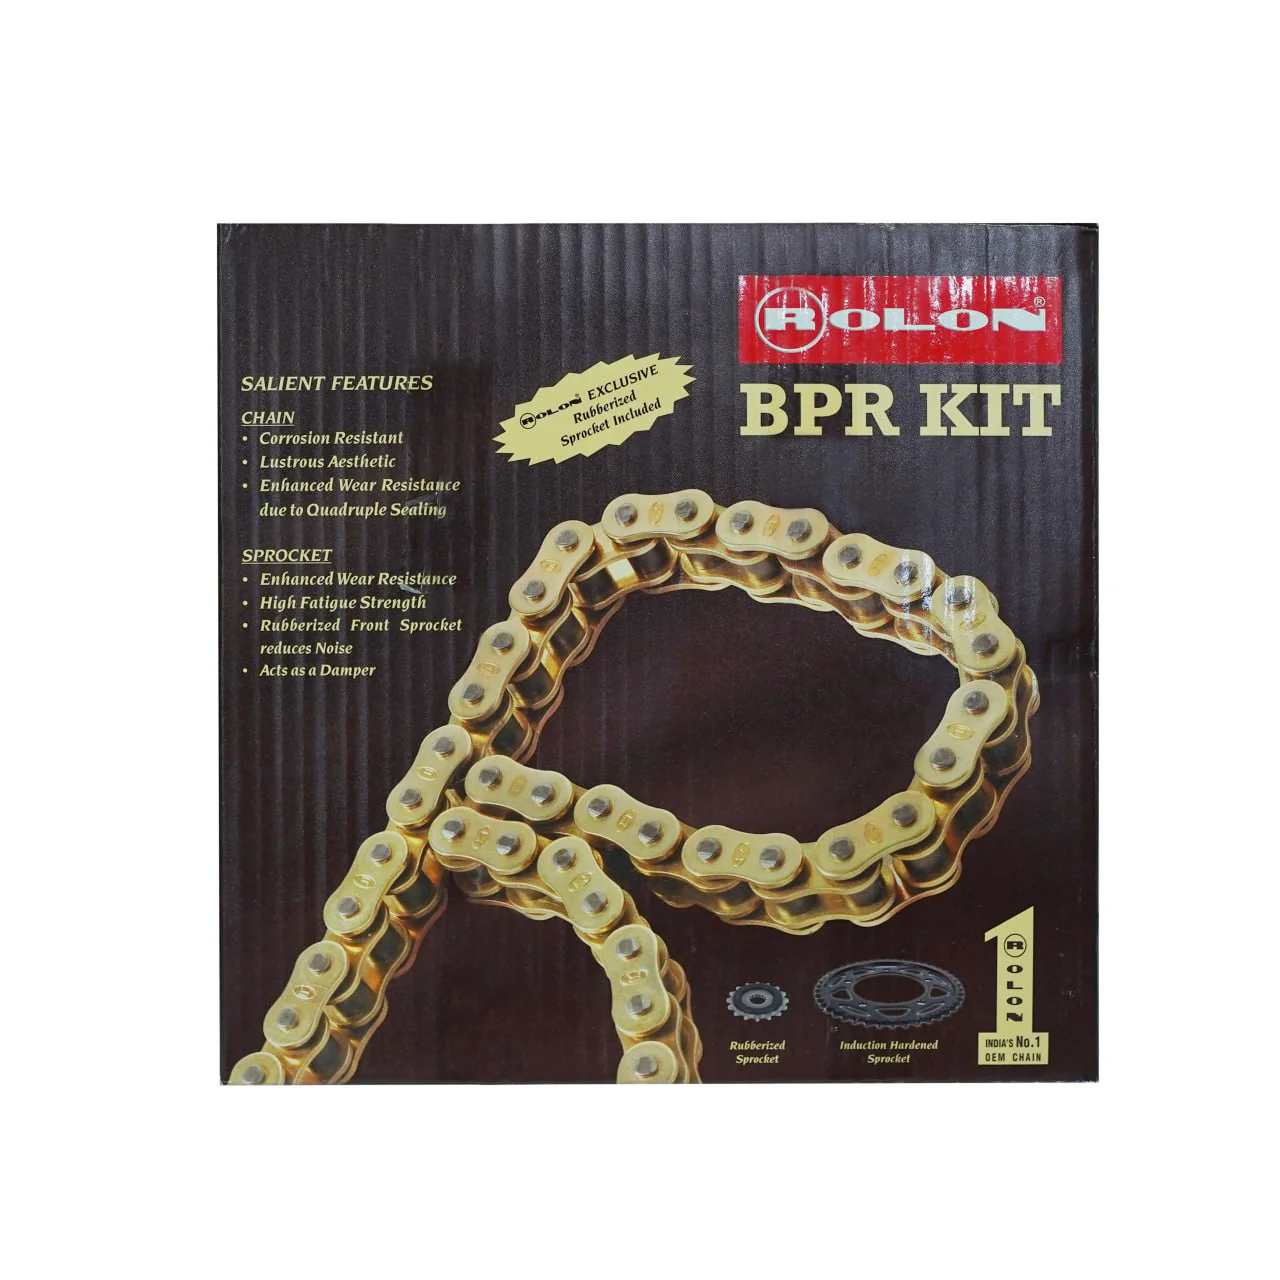 ROLON®
BPR KIT
SALIENT FEATURES
CHAIN
• Corrosion Resistant
• Lustrous Aesthetic
• Enhanced Wear Resistance
due to Quadruple Sealing
SPROCKET
• Enhanced Wear Resistance
• High Fatigue Strength
• Rubberized Front Sprocket
reduces Noise
• Acts as a Damper
ROLON® EXCLUSIVE
Rubberized
Sprocket Included
Rubberized
Sprocket
Induction Hardened
Sprocket
1
ROLON
INDIA'S No.1
OEM CHAIN